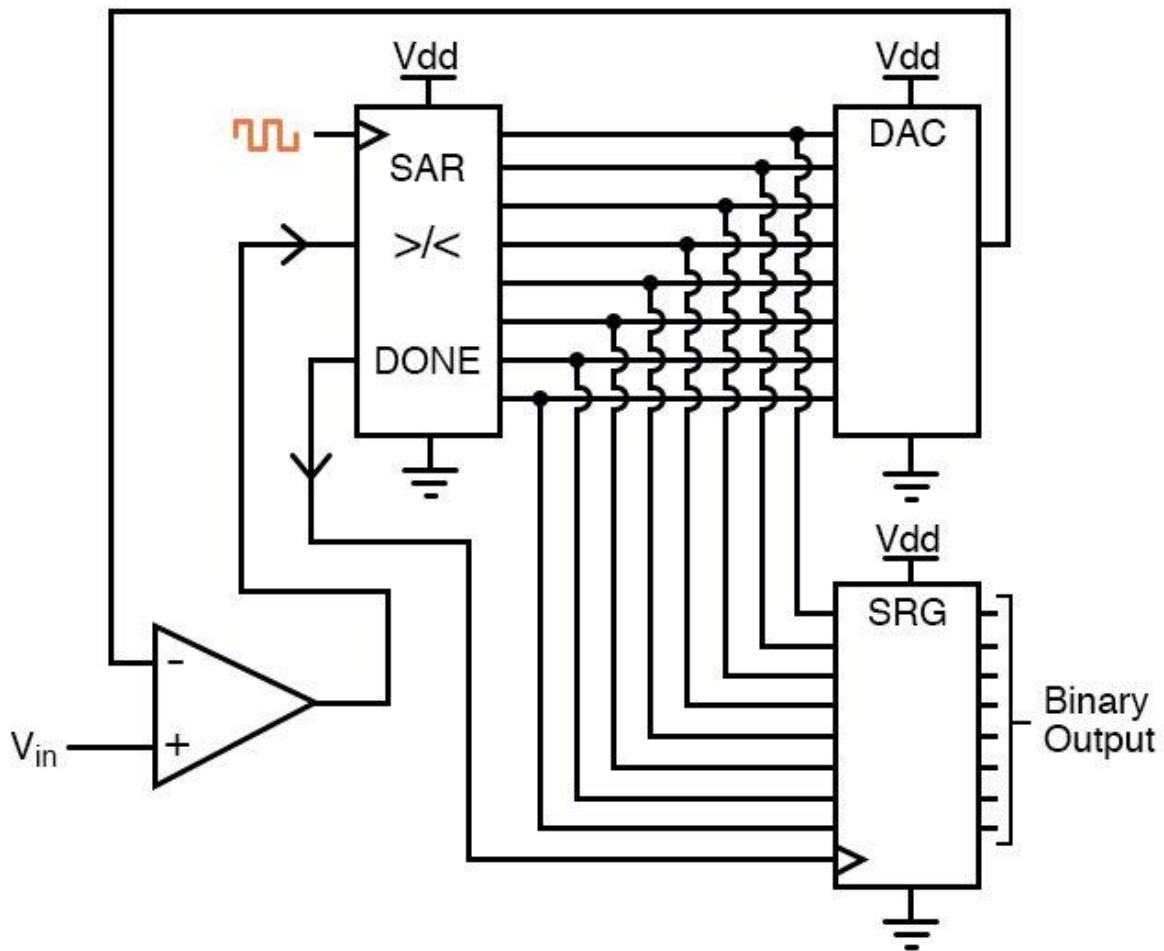 Vdd
Vdd
SAR
DAC
>/<
DONE
Vdd
SRG
-
+
Vin
Binary
Output